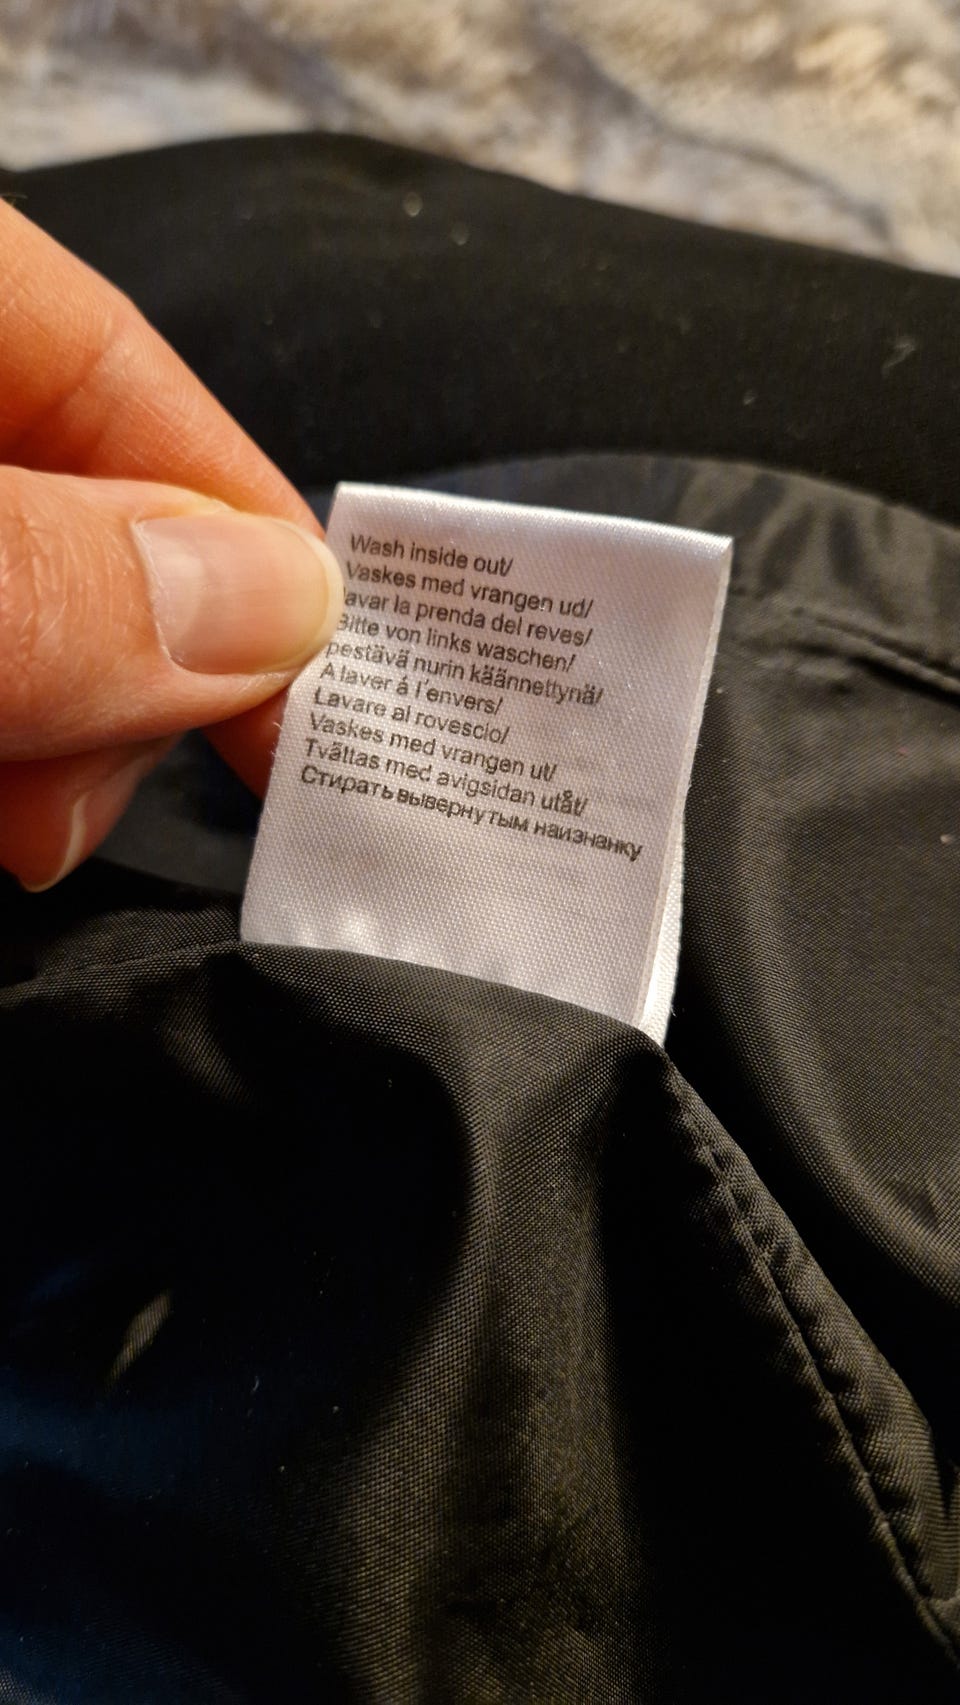 Wash inside out/
Vaskes med vrangen ud/
lavar la prenda del reves/
Bitte von links waschen/
pestävä nurin käännettynä/
A laver á l'envers/
Lavare al rovescio/
Vaskes med vrangen ut/
Tvättas med avigsidan utåt/
Стирать вывернутым наизнанку